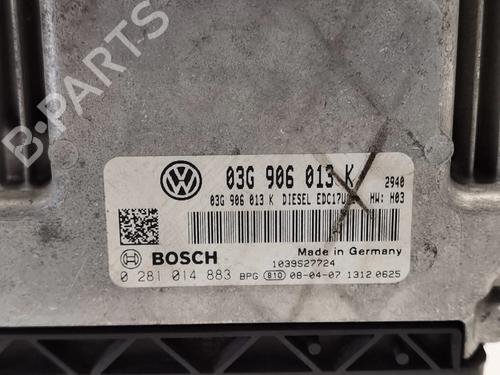 B-PARTS
03G 906 013 K 2940
03G 906 013 K DIESEL EDC17U HW: H03
Made in Germany
BOSCH 1039S27724
0 281 014 883 BPG 810 08-04-07 1312 0625